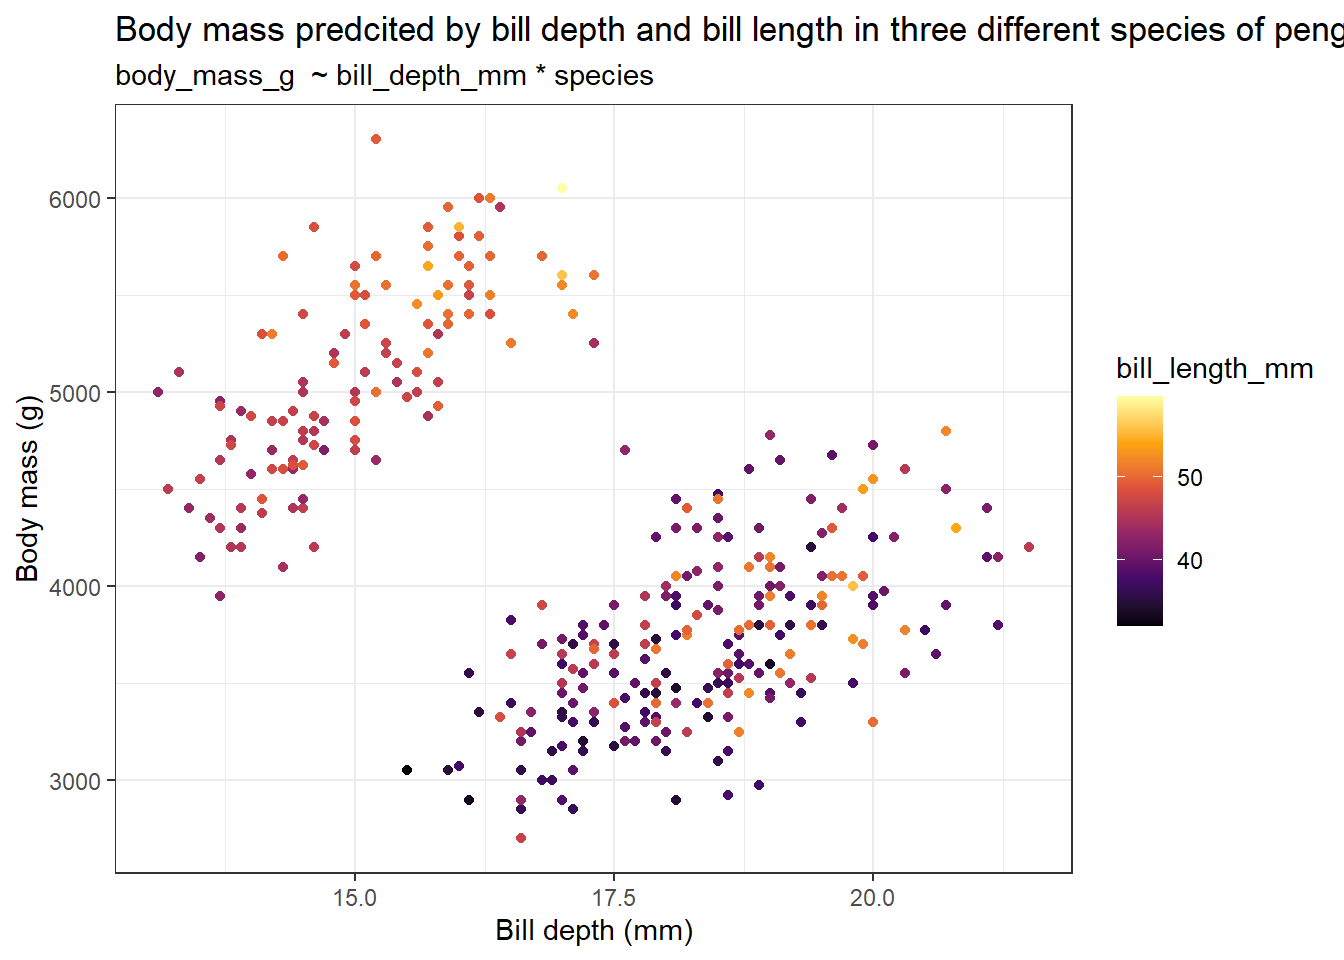 Body mass predcited by bill depth and bill length in three different species of peng
body_mass_g  ~ bill_depth_mm * species
6000
5000
4000
3000
Body mass (g)
15.0
17.5
20.0
Bill depth (mm)
bill_length_mm
50
40